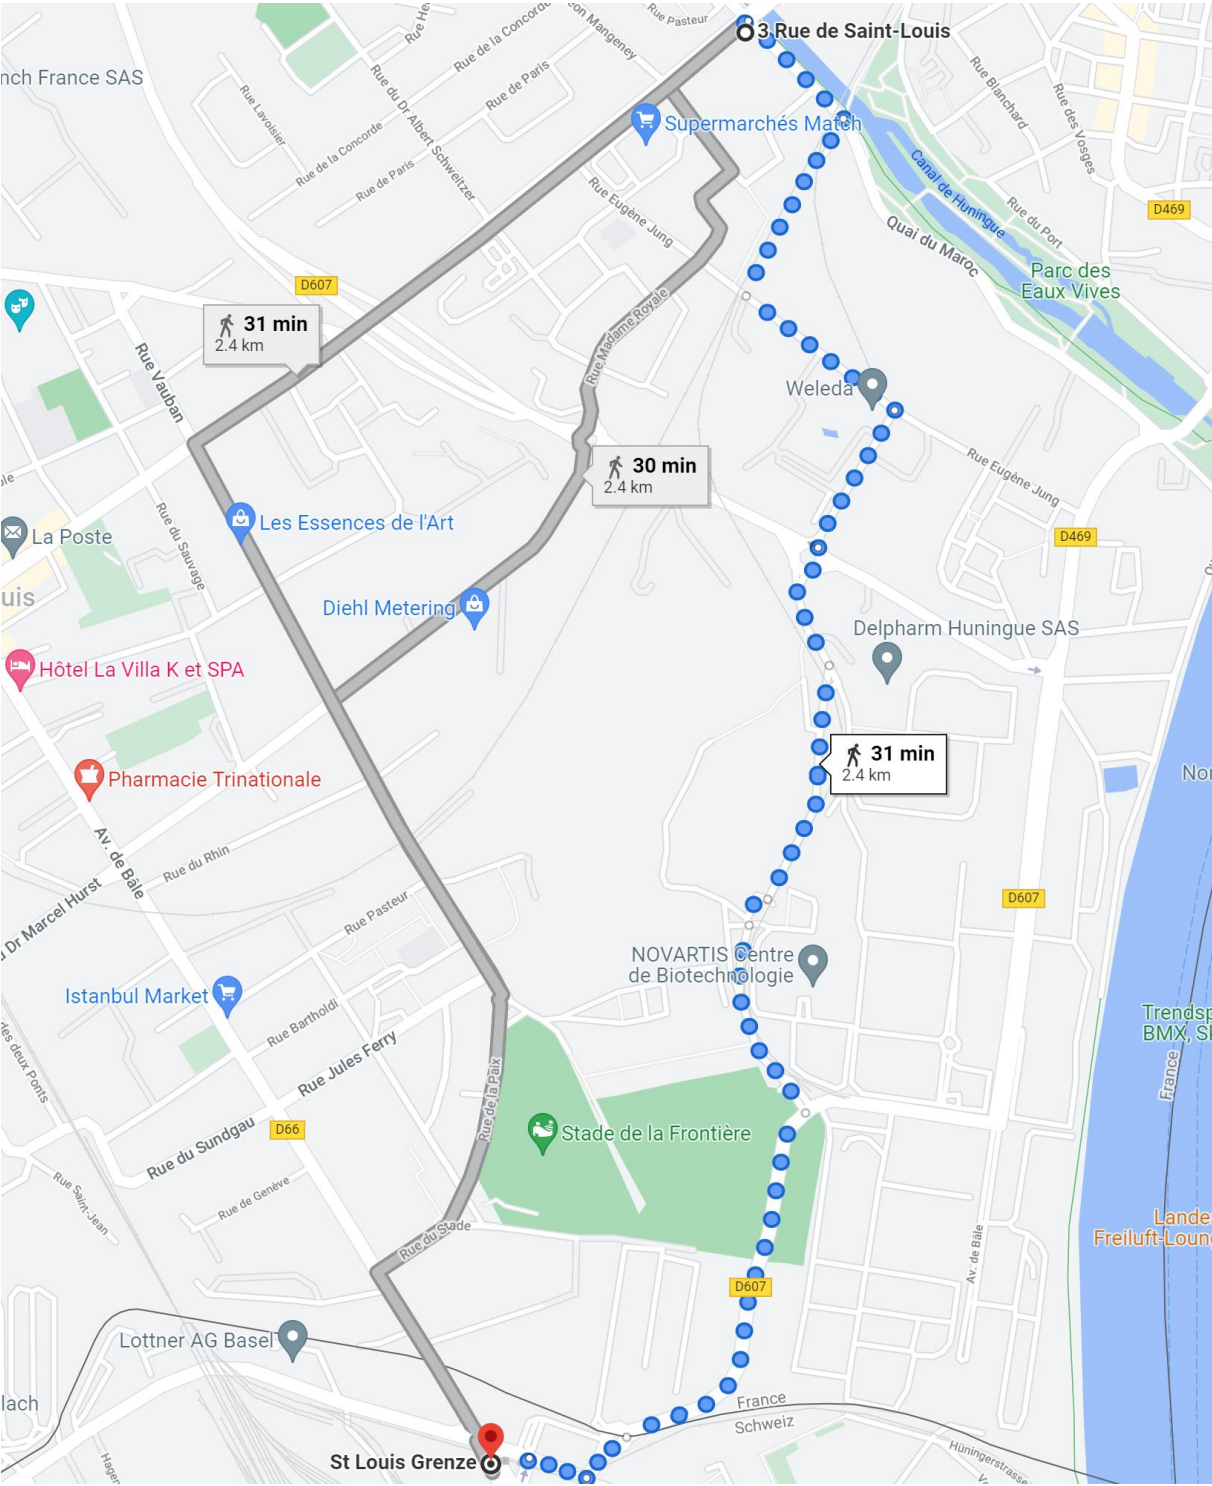 Rue Pasteur
3 Rue de Saint-Louis
Rue de la Concorde
nch France SAS
Rue du Dr Albert Schweitzer
Rue de Paris
Rue Blanchard
Rue des Vosges
Rue Lavoisier
Supermarchés Match
Rue de la Concorde
Rue de Paris
Canal de Huningue
Rue Eugène Jung
Rue du Port
D469
Quai du Maroc
Parc des
Eaux Vives
D607
31 min
2.4 km
Rue Madame Royale
Rue Vauban
Weleda
30 min
2.4 km
Rue Eugène Jung
La Poste
Rue du Sauvage
Les Essences de l'Art
D469
uis
Diehl Metering
Delpharm Huningue SAS
Hôtel La Villa K et SPA
31 min
2.4 km
Pharmacie Trinationale
Av. de Bâle
Rue du Rhin
Dr Marcel Hurst
Rue Pasteur
D607
NOVARTIS Centre
de Biotechnologie
Istanbul Market
Rue Bartholdi
des deux Ponts
Rue Jules Ferry
Rue de la Paix
France
D66
Stade de la Frontière
Rue du Sundgau
Rue Saint-Jean
Rue de Genève
Rue du Stade
Av. de Bâle
D607
Lottner AG Basel
lach
France
Schweiz
St Louis Grenze
Hüningerstrasse